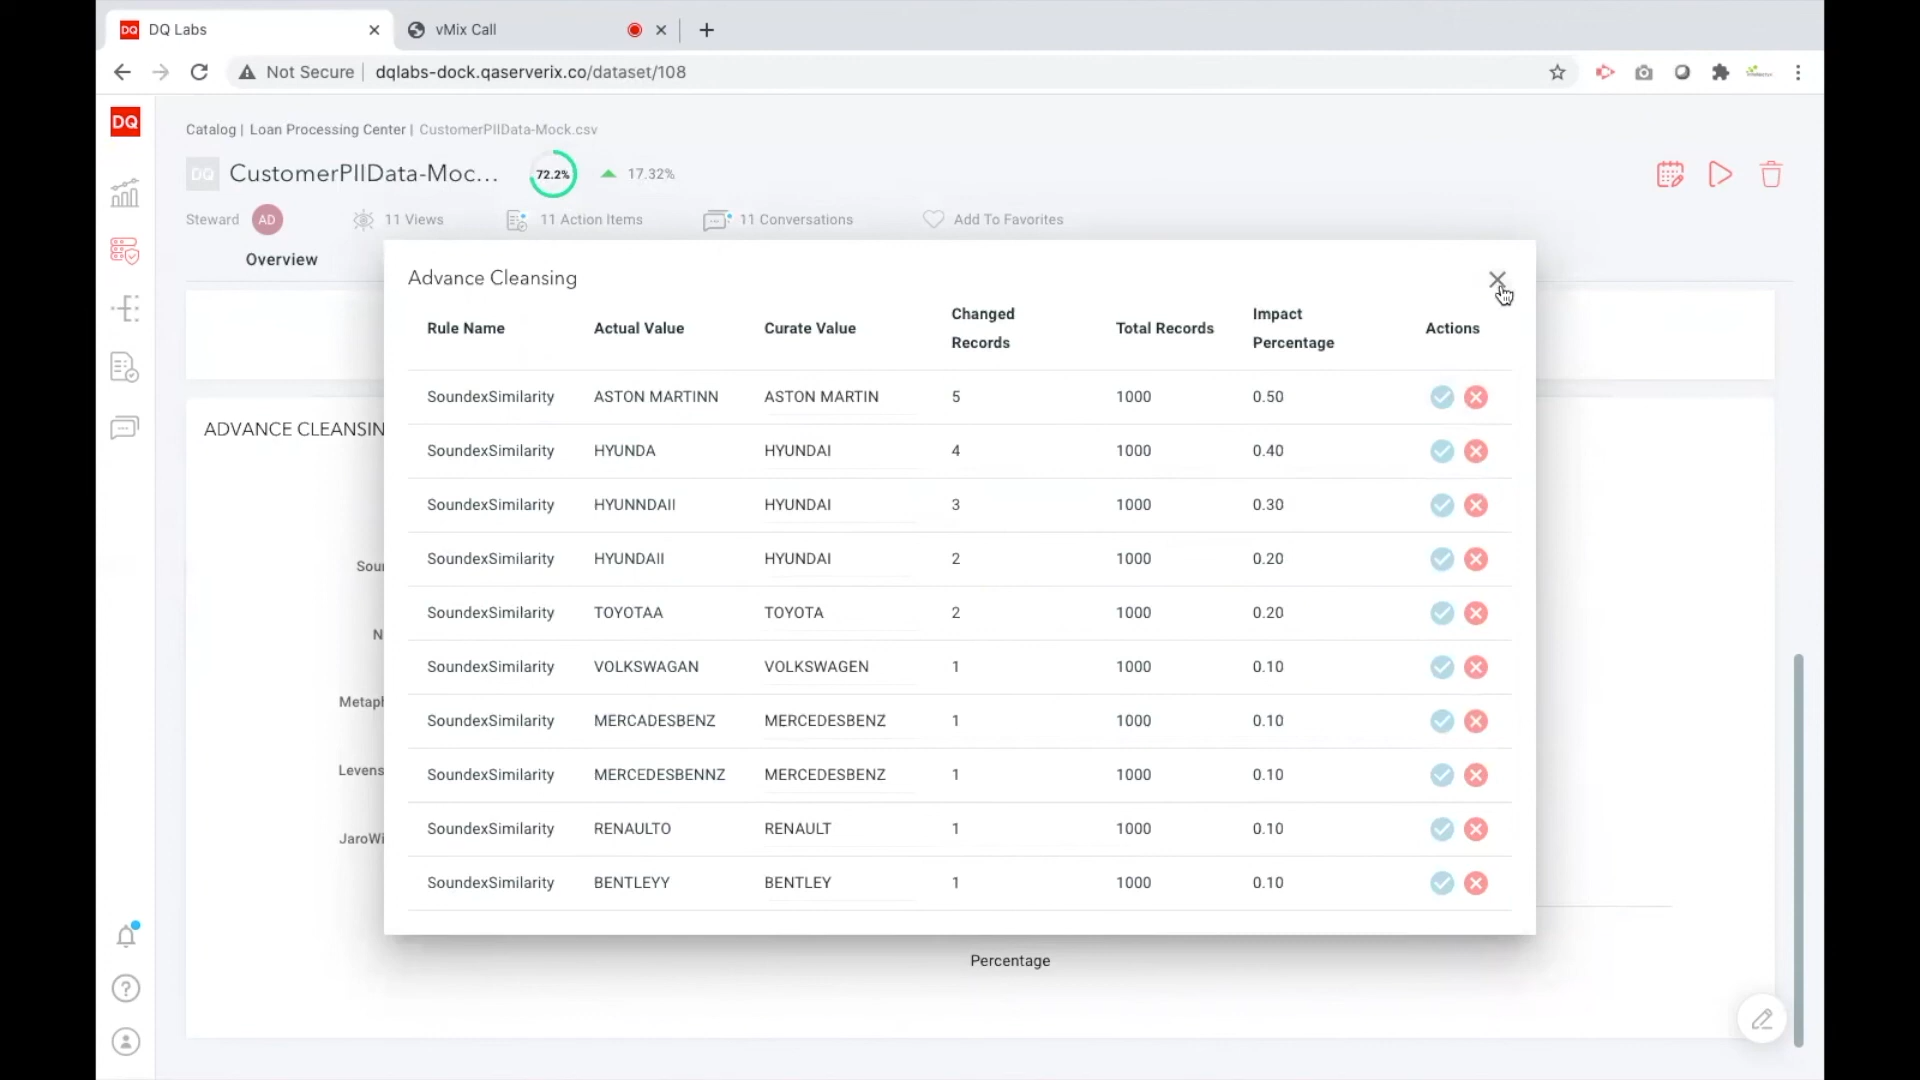 DQ DQ Labs
vMix Call
Not Secure dqlabs-dock.qaserverix.co/dataset/108
DQ
Catalog | Loan Processing Center | CustomerPIIData-Mock.csv
DQ CustomerPIIData-Moc... 72.2% 17.32%
Steward AD 11 Views 11 Action Items 11 Conversations Add To Favorites
Overview
Advance Cleansing
Rule Name Actual Value Curate Value Changed Records Total Records Impact Percentage Actions
SoundexSimilarity ASTON MARTINN ASTON MARTIN 5 1000 0.50
SoundexSimilarity HYUNDA HYUNDAI 4 1000 0.40
SoundexSimilarity HYUNNDAII HYUNDAI 3 1000 0.30
SoundexSimilarity HYUNDAII HYUNDAI 2 1000 0.20
SoundexSimilarity TOYOTAA TOYOTA 2 1000 0.20
SoundexSimilarity VOLKSWAGAN VOLKSWAGEN 1 1000 0.10
SoundexSimilarity MERCADESBENZ MERCEDESBENZ 1 1000 0.10
SoundexSimilarity MERCEDESBENNZ MERCEDESBENZ 1 1000 0.10
SoundexSimilarity RENAULTO RENAULT 1 1000 0.10
SoundexSimilarity BENTLEYY BENTLEY 1 1000 0.10
ADVANCE CLEANSIN
Sou
N
Metap
Levens
JaroWi
Percentage